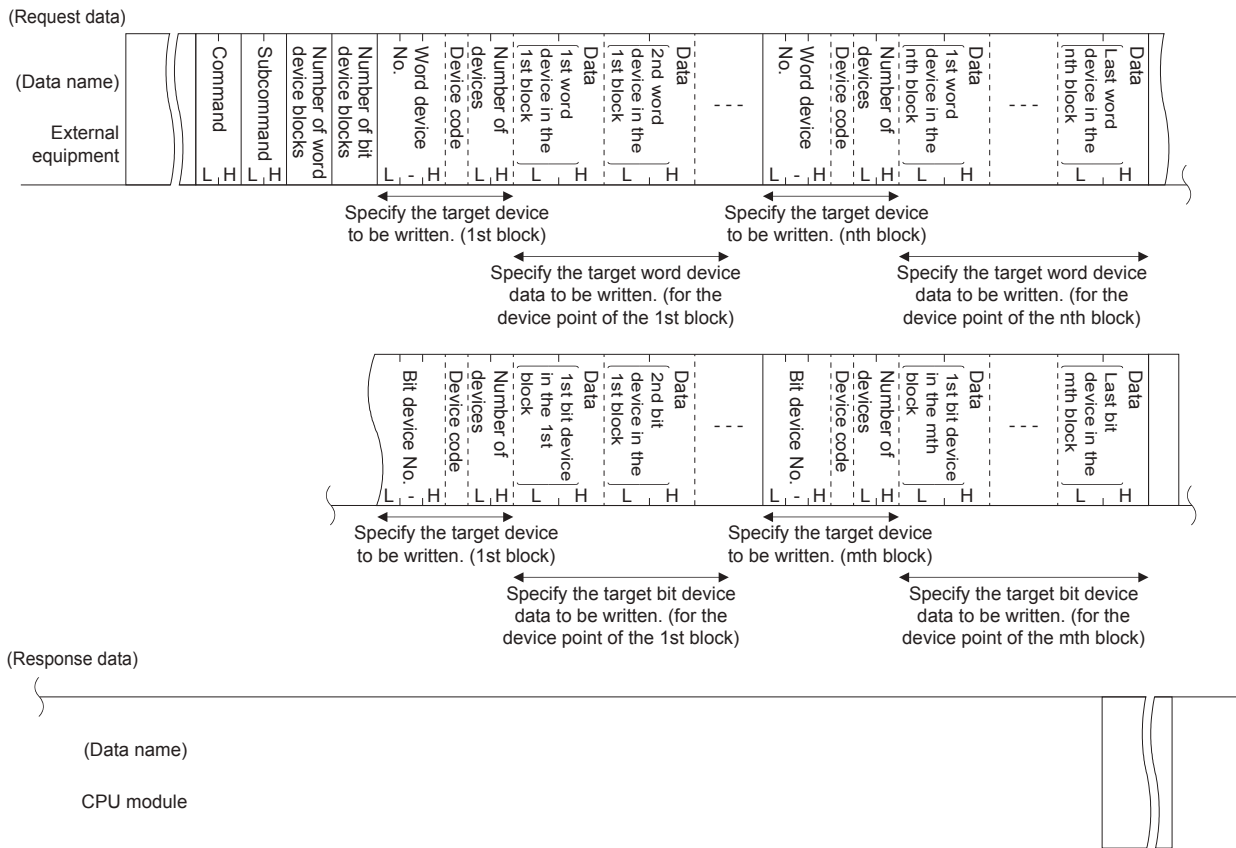 (Request data)
(Data name)
External
equipment
Command
L H
Subcommand
L H
Number of word
device blocks
Number of bit
device blocks
Word device
No.
L - H
Device code
Number of
devices
L H
Data
1st word
device in the
1st block
L H
Data
2nd word
device in the
1st block
L H
- - -
Word device
No.
L - H
Device code
Number of
devices
L H
Data
1st word
device in the
nth block
L H
- - -
Data
Last word
device in the
nth block
L H
Specify the target device
to be written. (1st block)
Specify the target device
to be written. (nth block)
Specify the target word device
data to be written. (for the
device point of the 1st block)
Specify the target word device
data to be written. (for the
device point of the nth block)
Bit device No.
L - H
Device code
Number of
devices
L H
Data
1st bit device
in the 1st
block
L H
Data
2nd bit
device in the
1st block
L H
- - -
Bit device No.
L - H
Device code
Number of
devices
L H
Data
1st bit device
in the mth
block
L H
- - -
Data
Last bit
device in the
mth block
L H
Specify the target device
to be written. (1st block)
Specify the target device
to be written. (mth block)
Specify the target bit device
data to be written. (for the
device point of the 1st block)
Specify the target bit device
data to be written. (for the
device point of the mth block)
(Response data)
(Data name)
CPU module